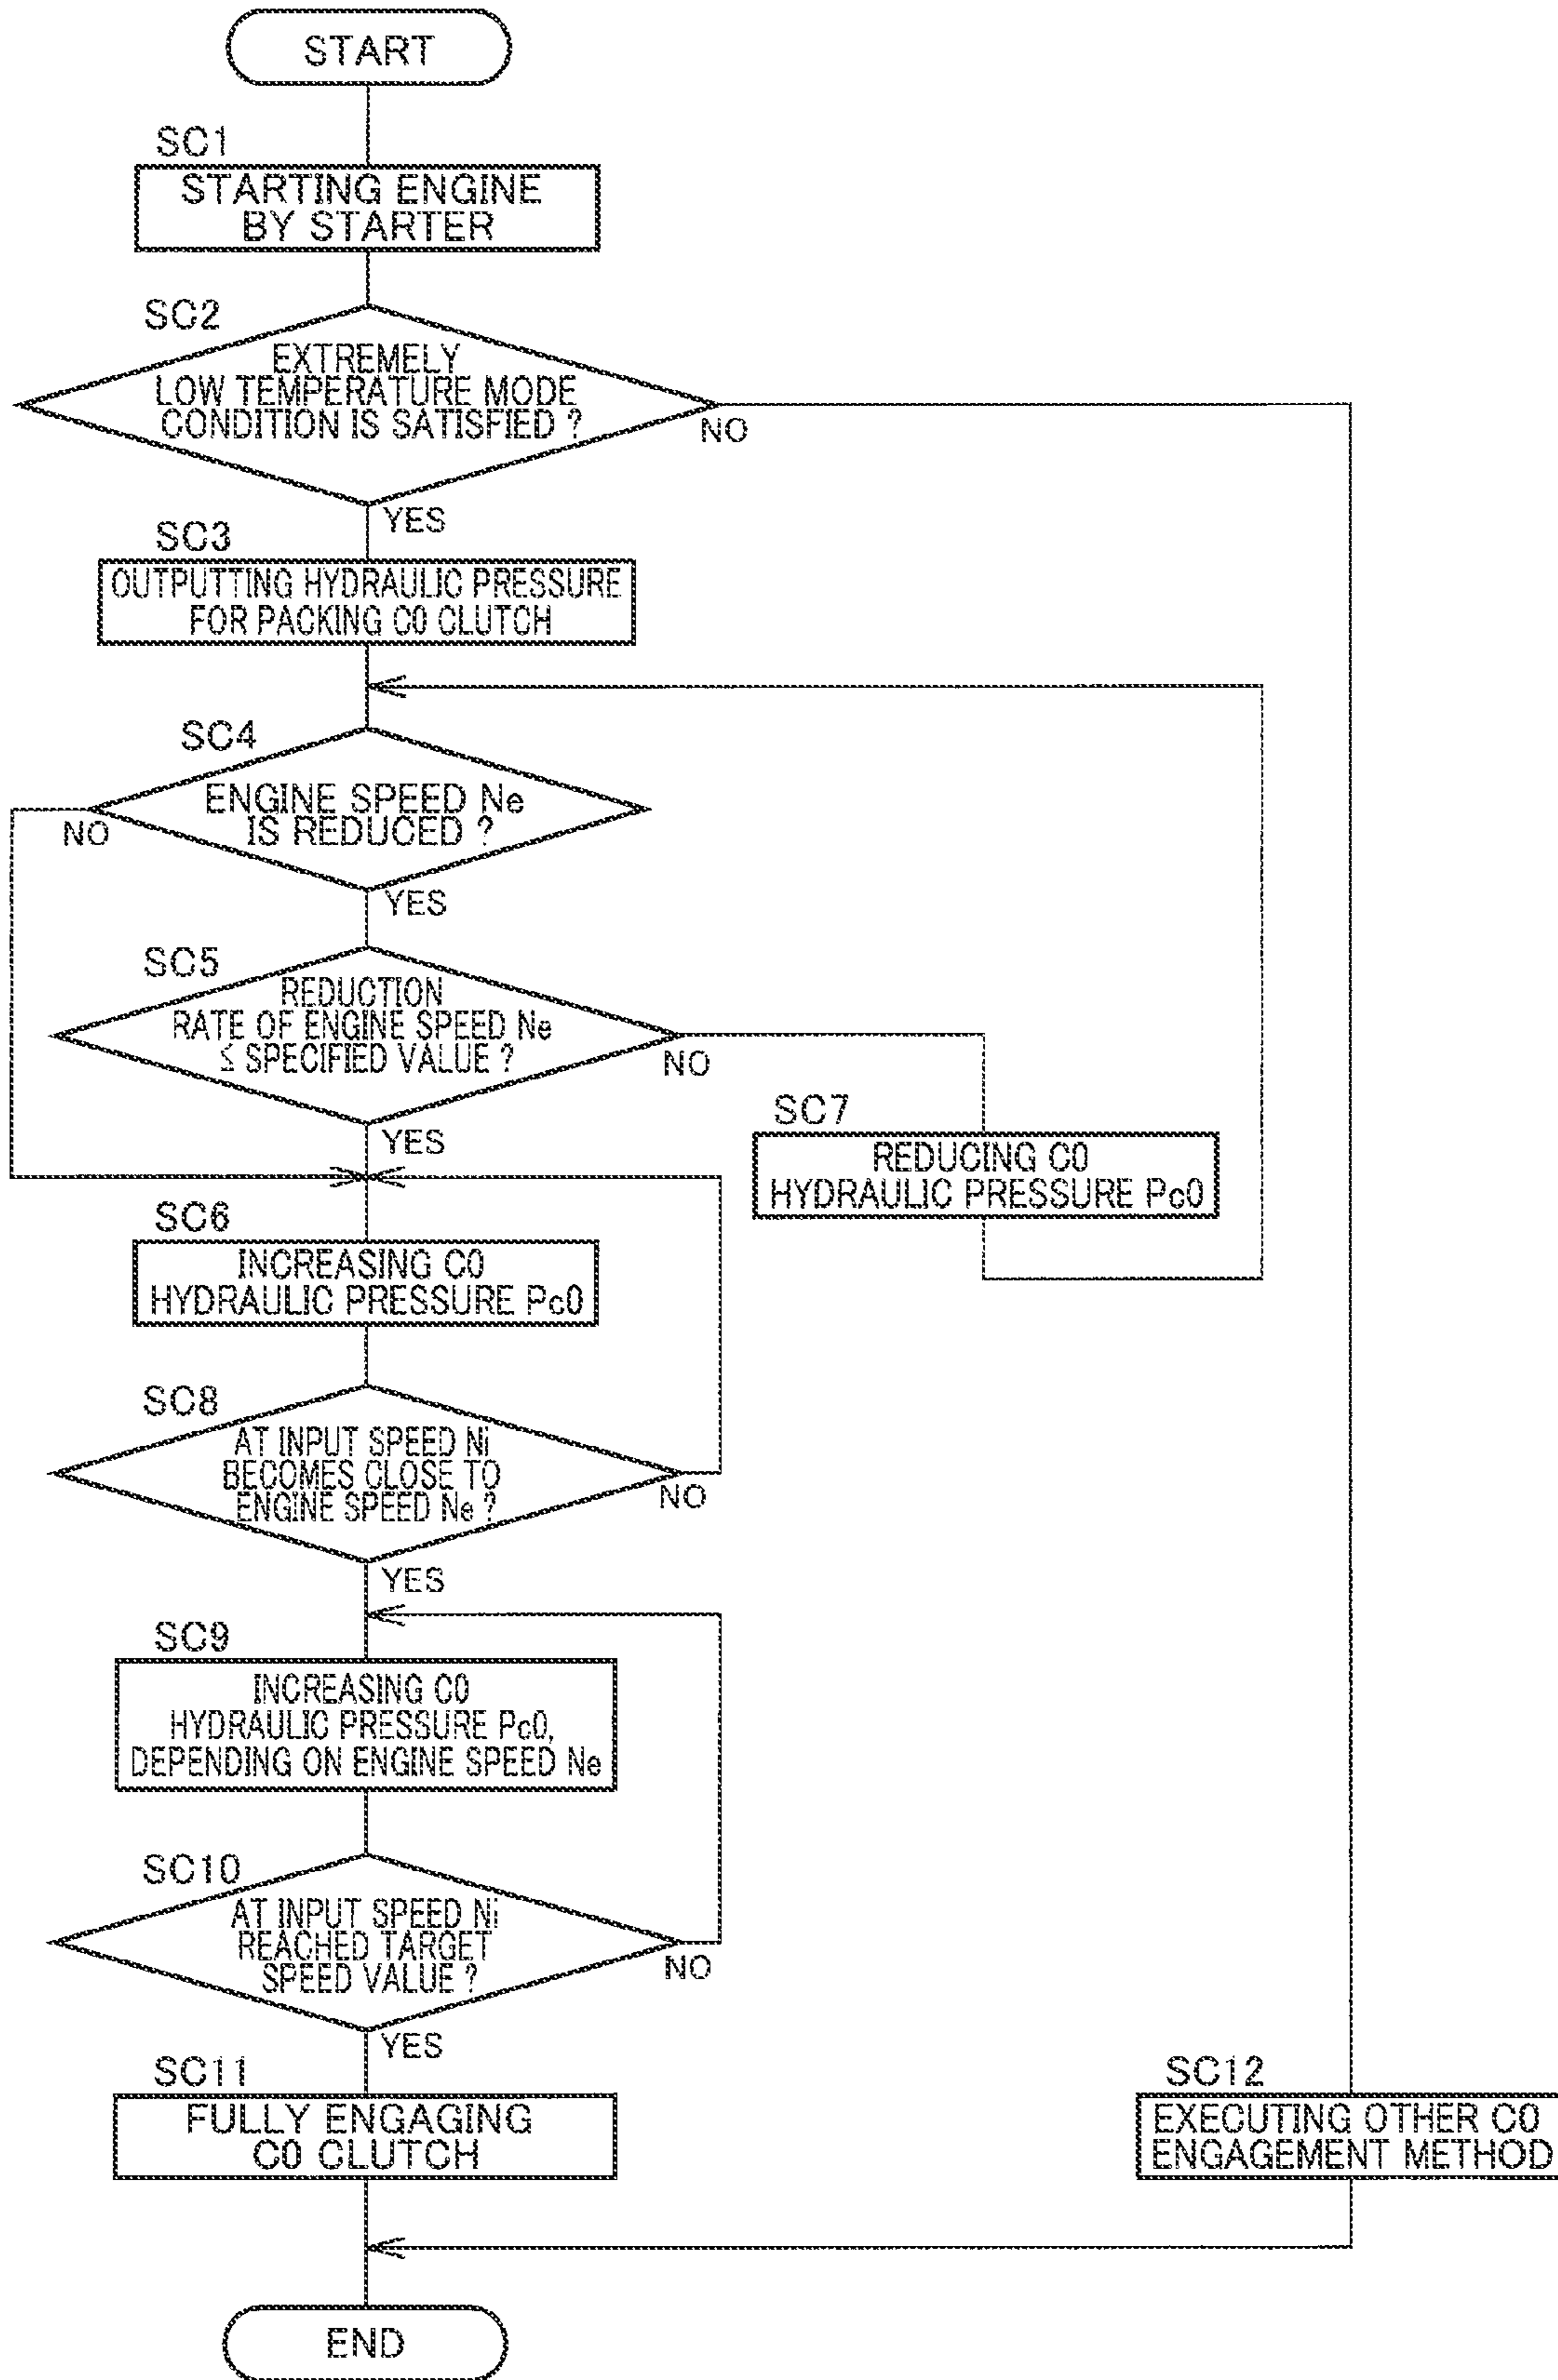 START
SC1
STARTING ENGINE
BY STARTER
SC2
EXTREMELY
LOW TEMPERATURE MODE
CONDITION IS SATISFIED ?
NO
YES
SC3
OUTPUTTING HYDRAULIC PRESSURE
FOR PACKING C0 CLUTCH
SC4
ENGINE SPEED Ne
IS REDUCED ?
NO
YES
SC5
REDUCTION
RATE OF ENGINE SPEED Ne
≤ SPECIFIED VALUE ?
NO
YES
SC7
REDUCING C0
HYDRAULIC PRESSURE Pc0
SC6
INCREASING C0
HYDRAULIC PRESSURE Pc0
SC8
AT INPUT SPEED Ni
BECOMES CLOSE TO
ENGINE SPEED Ne ?
NO
YES
SC9
INCREASING C0
HYDRAULIC PRESSURE Pc0,
DEPENDING ON ENGINE SPEED Ne
SC10
AT INPUT SPEED Ni
REACHED TARGET
SPEED VALUE ?
NO
YES
SC11
FULLY ENGAGING
C0 CLUTCH
SC12
EXECUTING OTHER C0
ENGAGEMENT METHOD
END